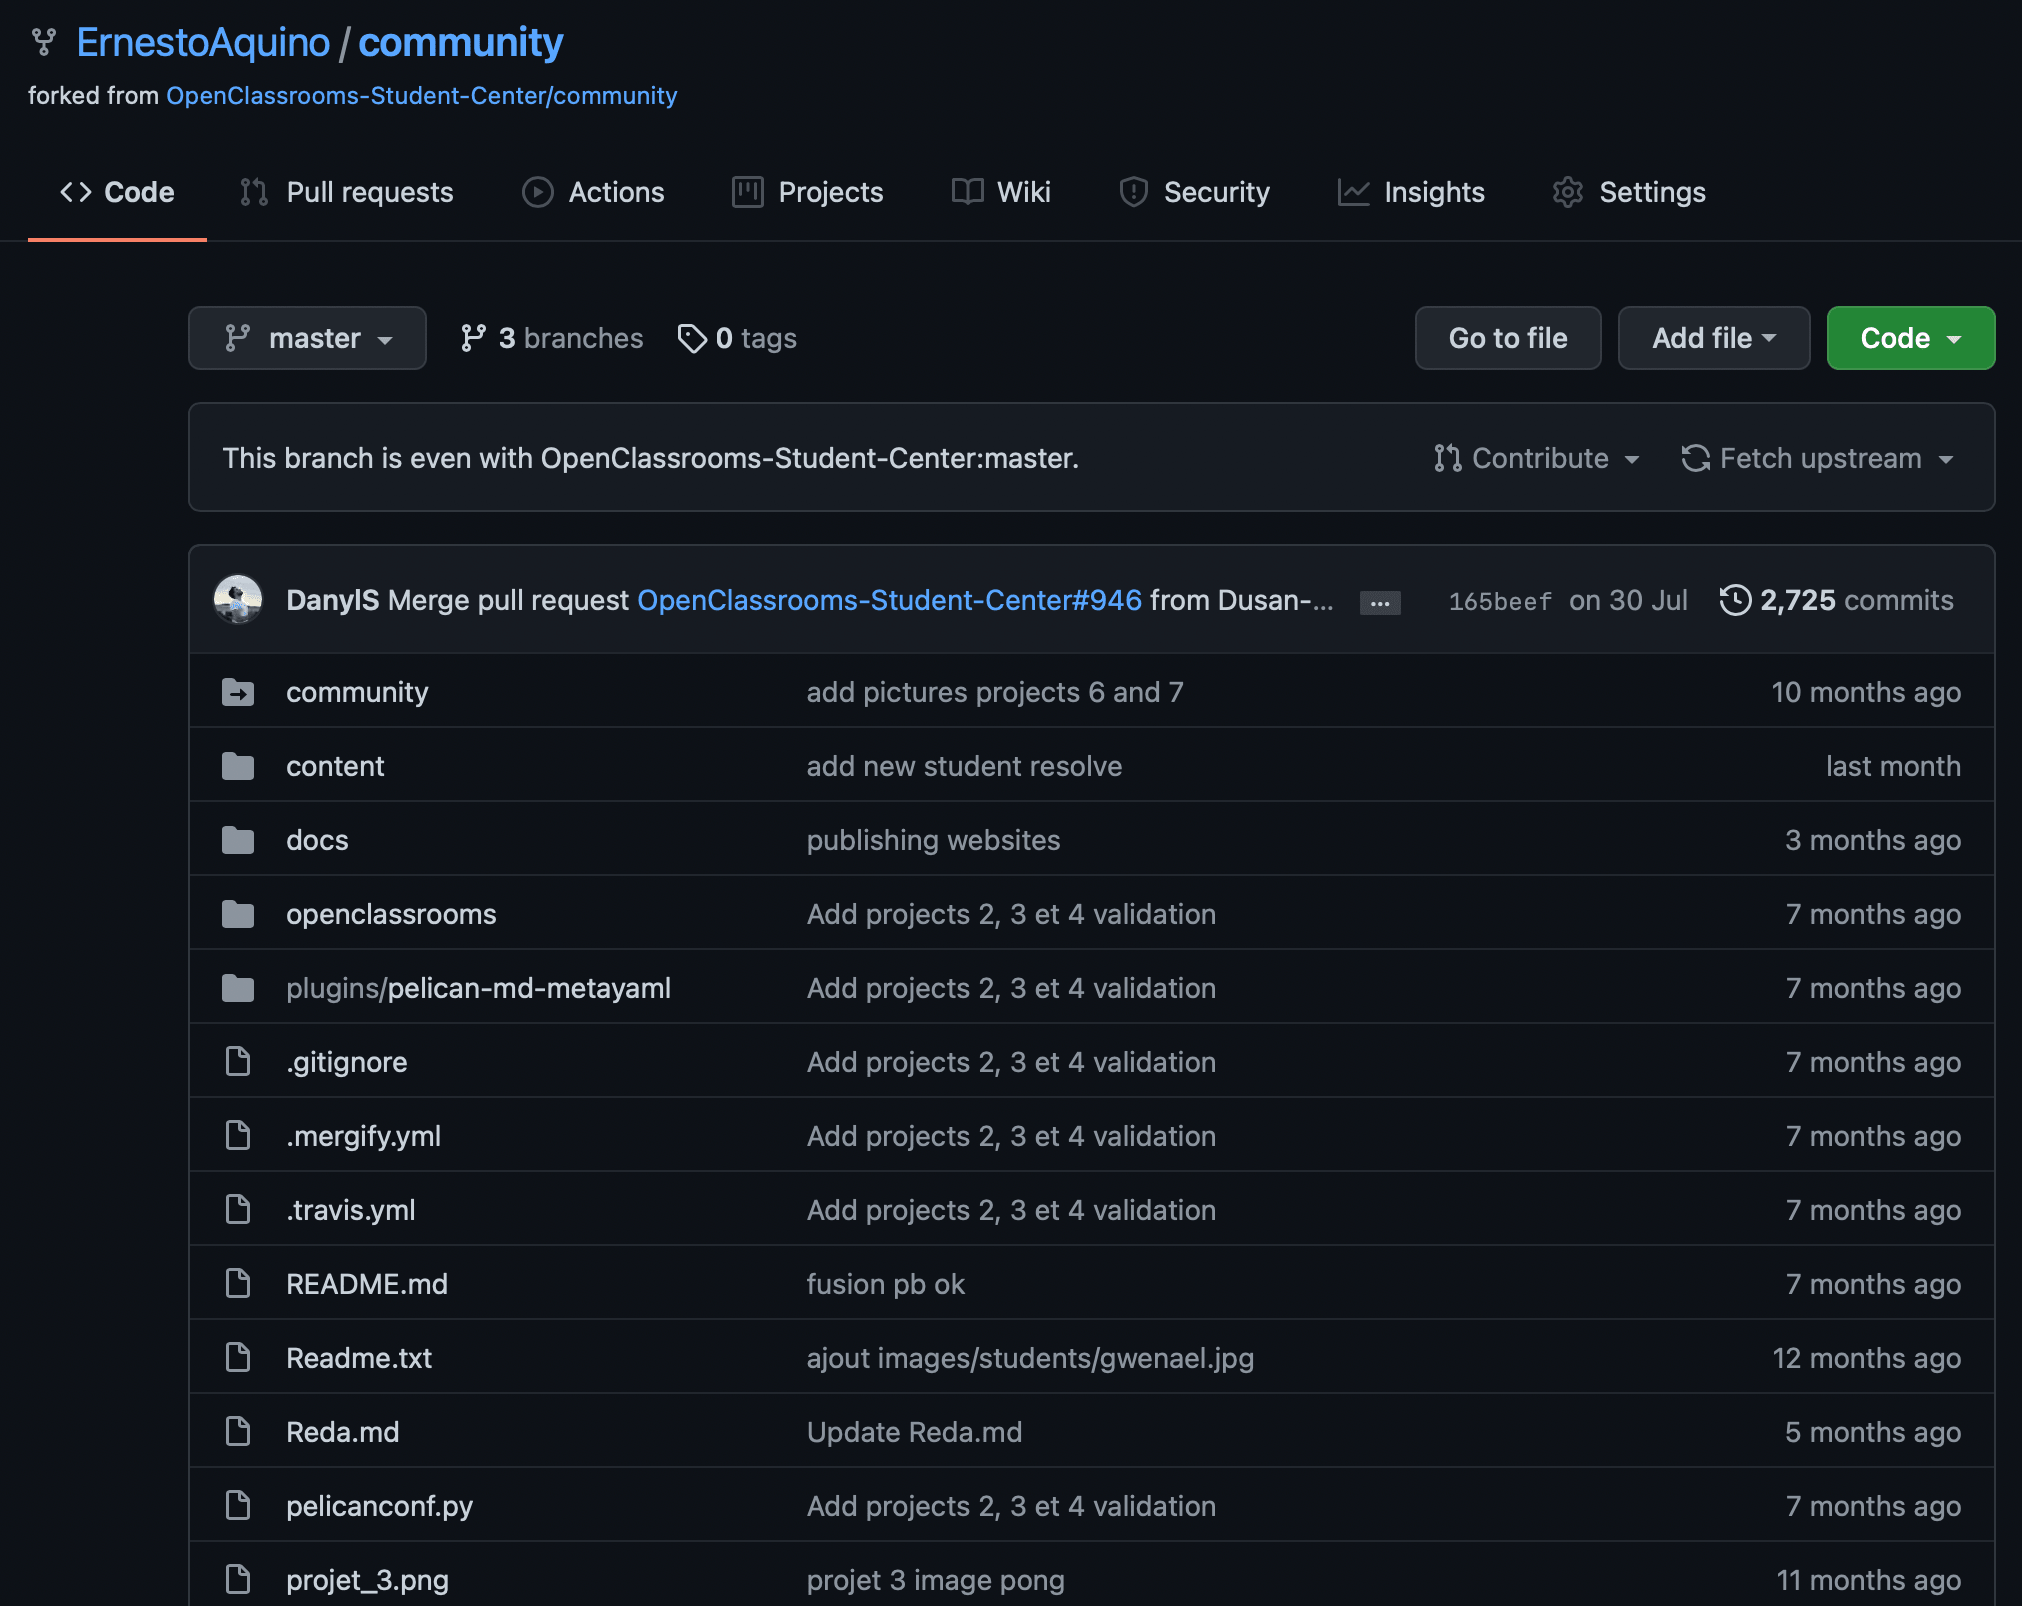 ErnestoAquino / community
forked from OpenClassrooms-Student-Center/community
Code Pull requests Actions Projects Wiki Security Insights Settings
master 3 branches 0 tags Go to file Add file Code
This branch is even with OpenClassrooms-Student-Center:master. Contribute Fetch upstream
DanylS Merge pull request OpenClassrooms-Student-Center#946 from Dusan-... ... 165beef on 30 Jul 2,725 commits
community add pictures projects 6 and 7 10 months ago
content add new student resolve last month
docs publishing websites 3 months ago
openclassrooms Add projects 2, 3 et 4 validation 7 months ago
plugins/pelican-md-metayaml Add projects 2, 3 et 4 validation 7 months ago
.gitignore Add projects 2, 3 et 4 validation 7 months ago
.mergify.yml Add projects 2, 3 et 4 validation 7 months ago
.travis.yml Add projects 2, 3 et 4 validation 7 months ago
README.md fusion pb ok 7 months ago
Readme.txt ajout images/students/gwenael.jpg 12 months ago
Reda.md Update Reda.md 5 months ago
pelicanconf.py Add projects 2, 3 et 4 validation 7 months ago
projet_3.png projet 3 image pong 11 months ago